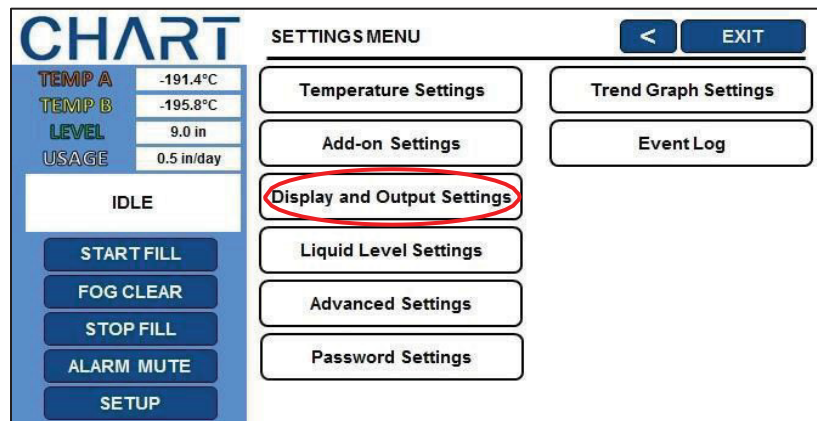 CHART
SETTINGS MENU
< EXIT
TEMP A -191.4°C
TEMP B -195.8°C
LEVEL 9.0 in
USAGE 0.5 in/day
IDLE
START FILL
FOG CLEAR
STOP FILL
ALARM MUTE
SETUP
Temperature Settings
Add-on Settings
Display and Output Settings
Liquid Level Settings
Advanced Settings
Password Settings
Trend Graph Settings
Event Log